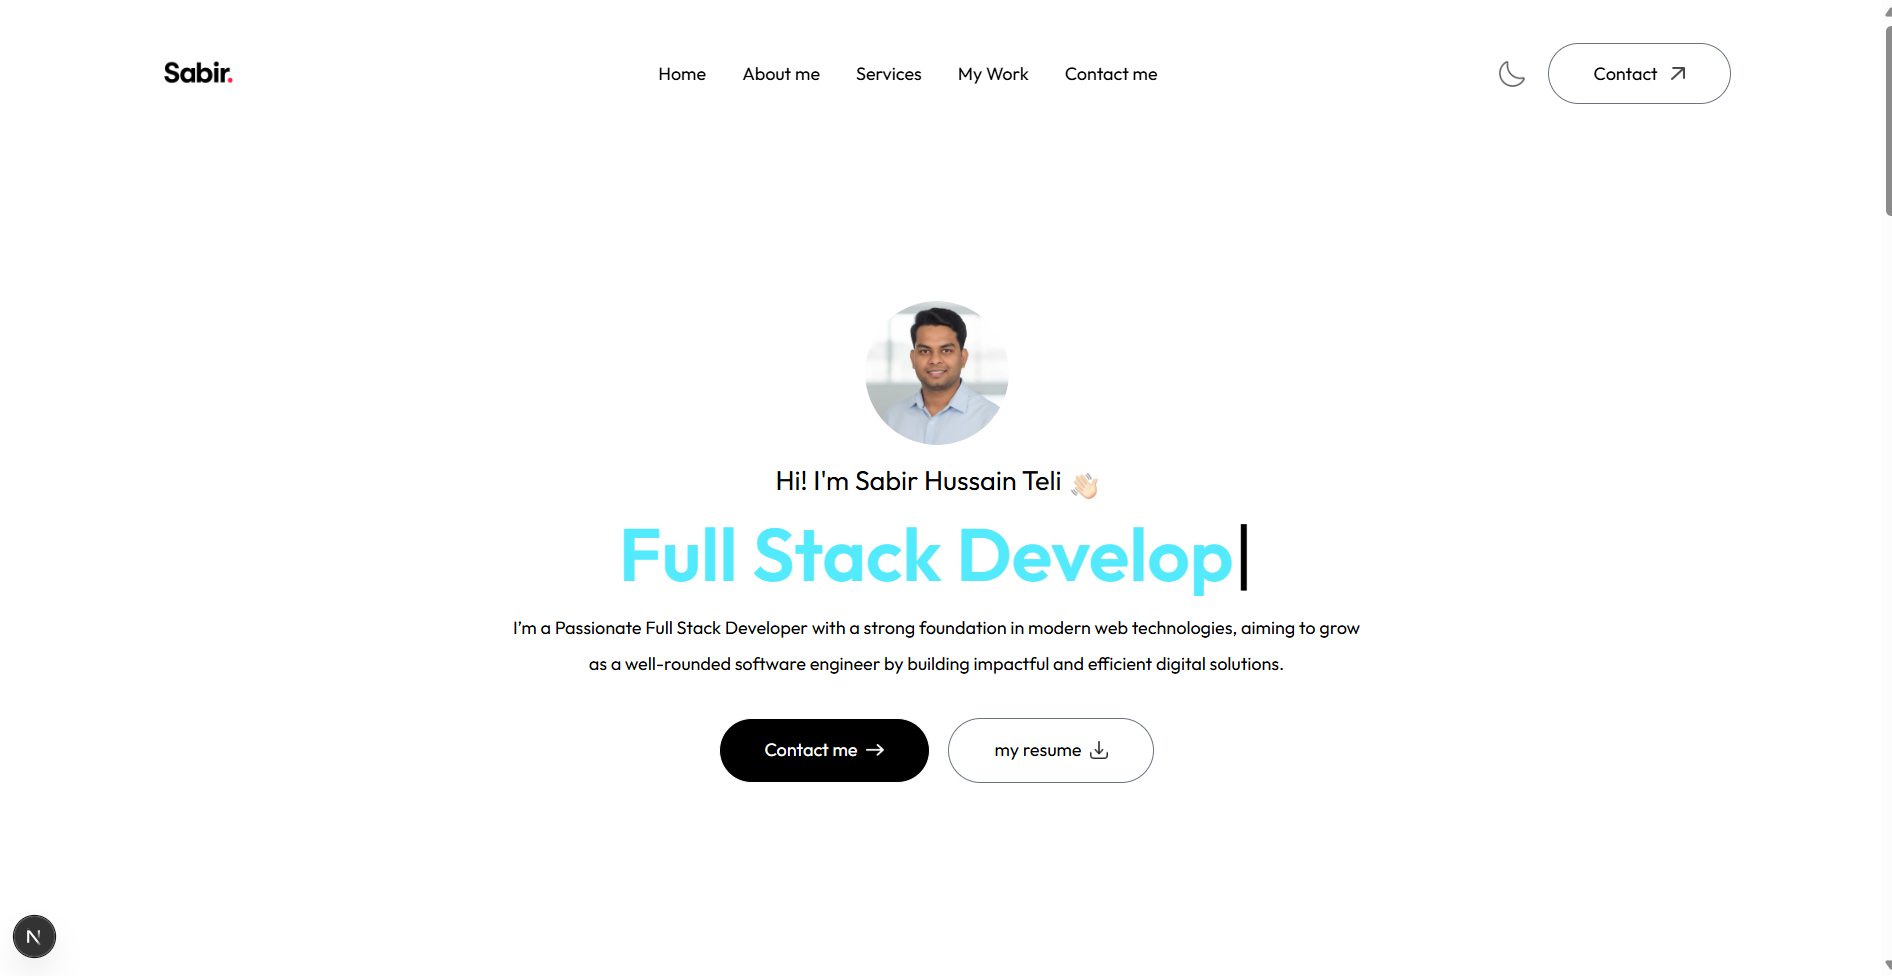 Sabir.
Home About me Services My Work Contact me
Contact
Hi! I'm Sabir Hussain Teli 👋🏻
Full Stack Develop
I’m a Passionate Full Stack Developer with a strong foundation in modern web technologies, aiming to grow
as a well-rounded software engineer by building impactful and efficient digital solutions.
Contact me →
my resume
N